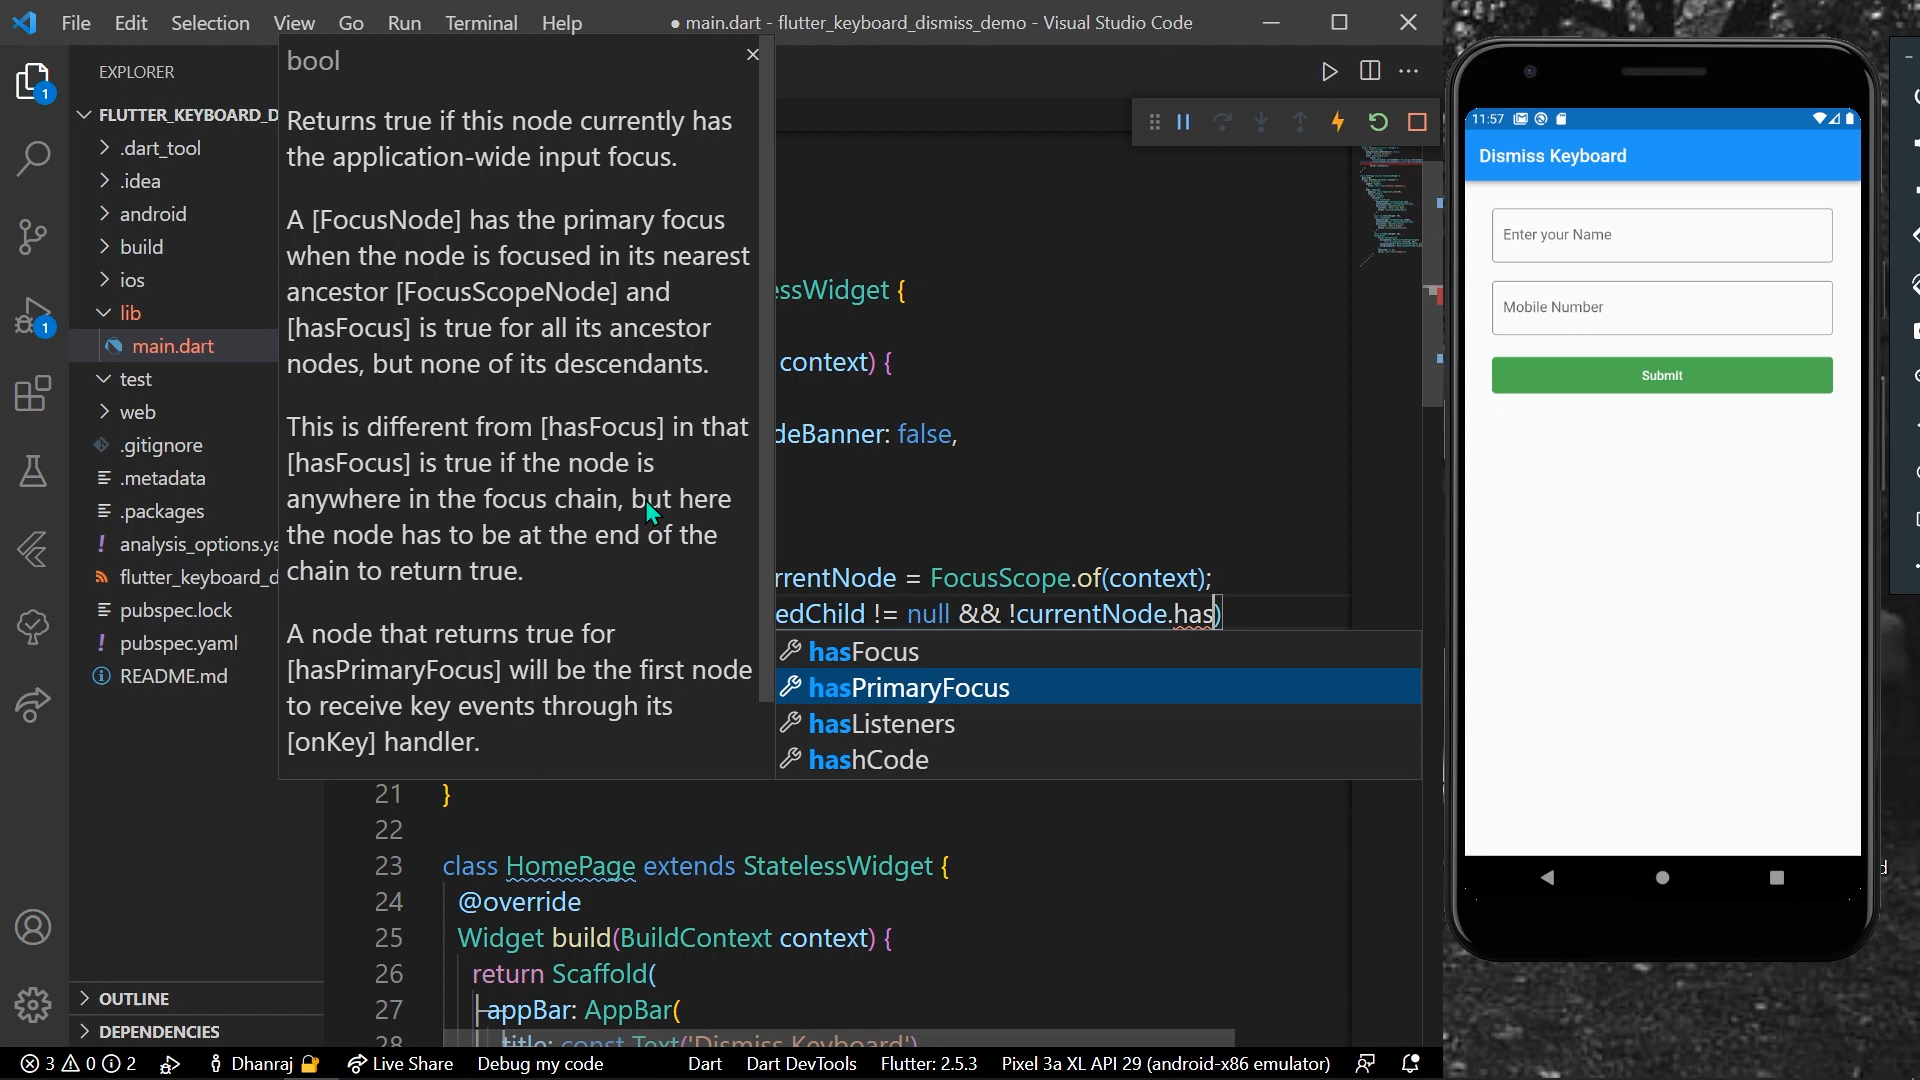 File Edit Selection View Go Run Terminal Help
● main.dart - flutter_keyboard_dismiss_demo - Visual Studio Code
EXPLORER
FLUTTER_KEYBOARD_D
.dart_tool
.idea
android
build
ios
lib
main.dart
test
web
.gitignore
.metadata
.packages
analysis_options.ya
flutter_keyboard_d
pubspec.lock
pubspec.yaml
README.md
OUTLINE
DEPENDENCIES
1
1
bool
Returns true if this node currently has
the application-wide input focus.
A [FocusNode] has the primary focus
when the node is focused in its nearest
ancestor [FocusScopeNode] and
[hasFocus] is true for all its ancestor
nodes, but none of its descendants.
This is different from [hasFocus] in that
[hasFocus] is true if the node is
anywhere in the focus chain, but here
the node has to be at the end of the
chain to return true.
A node that returns true for
[hasPrimaryFocus] will be the first node
to receive key events through its
[onKey] handler.
essWidget {
context) {
deBanner: false,
rrentNode = FocusScope.of(context);
edChild != null && !currentNode.has)
hasFocus
hasPrimaryFocus
hasListeners
hashCode
21 }
22
23 class HomePage extends StatelessWidget {
24 @override
25 Widget build(BuildContext context) {
26 return Scaffold(
27 appBar: AppBar(
28 title: const Text('Dismiss Keyboard')
3 0 2 Dhanraj Live Share Debug my code Dart Dart DevTools Flutter: 2.5.3 Pixel 3a XL API 29 (android-x86 emulator)
11:57
Dismiss Keyboard
Enter your Name
Mobile Number
Submit